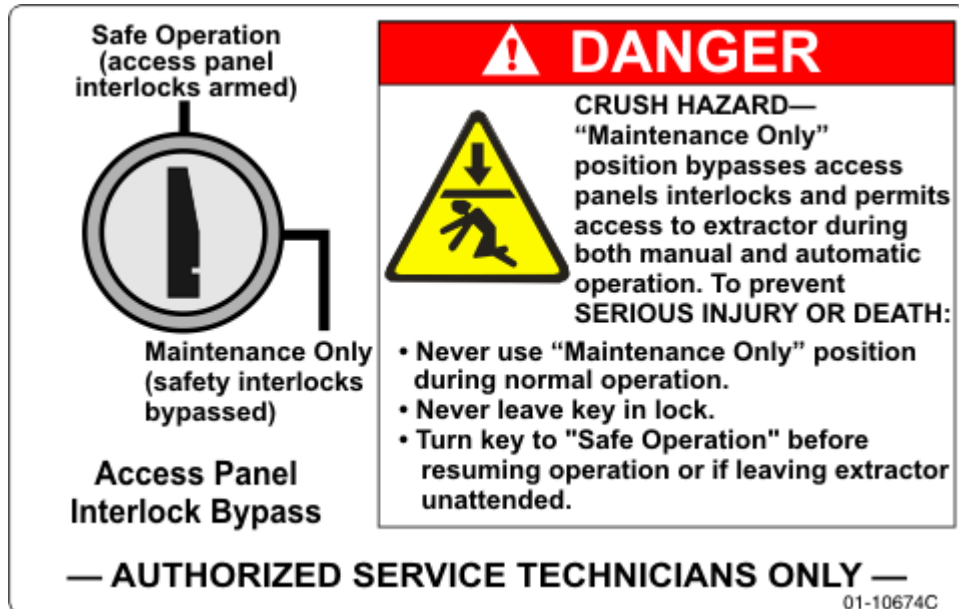 Safe Operation
(access panel
interlocks armed)
Maintenance Only
(safety interlocks
bypassed)
Access Panel
Interlock Bypass
DANGER
CRUSH HAZARD—
“Maintenance Only”
position bypasses access
panels interlocks and permits
access to extractor during
both manual and automatic
operation. To prevent
SERIOUS INJURY OR DEATH:
• Never use “Maintenance Only” position
during normal operation.
• Never leave key in lock.
• Turn key to "Safe Operation" before
resuming operation or if leaving extractor
unattended.
— AUTHORIZED SERVICE TECHNICIANS ONLY —
01-10674C